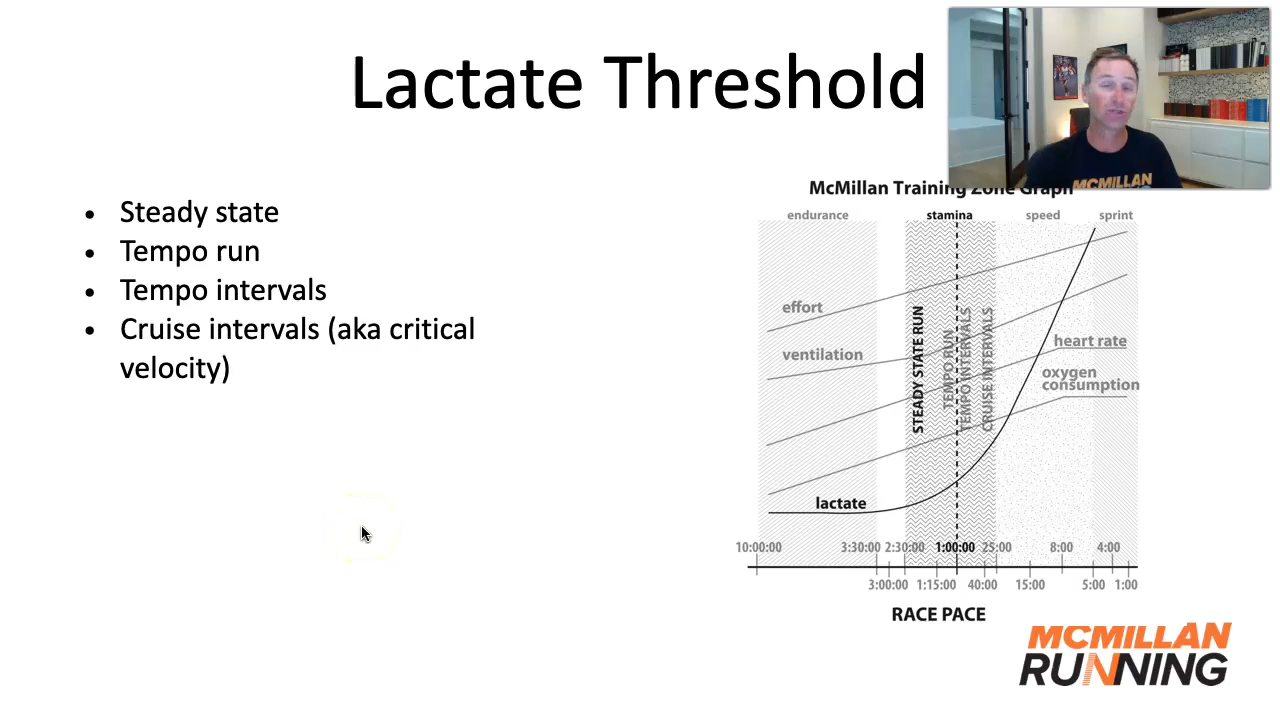 Lactate Threshold
MCMILLAN
• Steady state
• Tempo run
• Tempo intervals
• Cruise intervals (aka critical
velocity)
McMillan Training Zone Graph
endurance
stamina
speed
sprint
effort
ventilation
heart rate
oxygen
consumption
lactate
STEADY STATE RUN
TEMPO RUN
TEMPO INTERVALS
CRUISE INTERVALS
10:00:00 3:30:00 2:30:00 1:00:00 25:00 8:00 4:00
3:00:00 1:15:00 40:00 15:00 5:00 1:00
RACE PACE
MCMILLAN
RUNNING